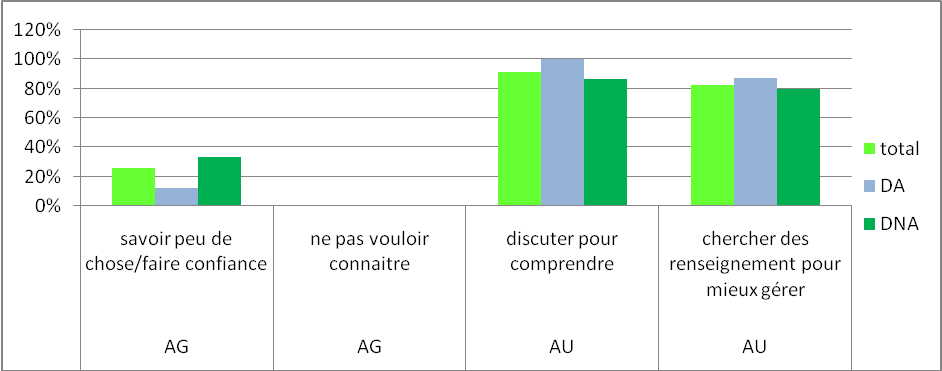 120%
100%
80%
60%
40%
20%
0%
savoir peu de
chose/faire confiance
ne pas vouloir
connaitre
discuter pour
comprendre
chercher des
renseignement pour
mieux gérer
AG
AG
AU
AU
total
DA
DNA